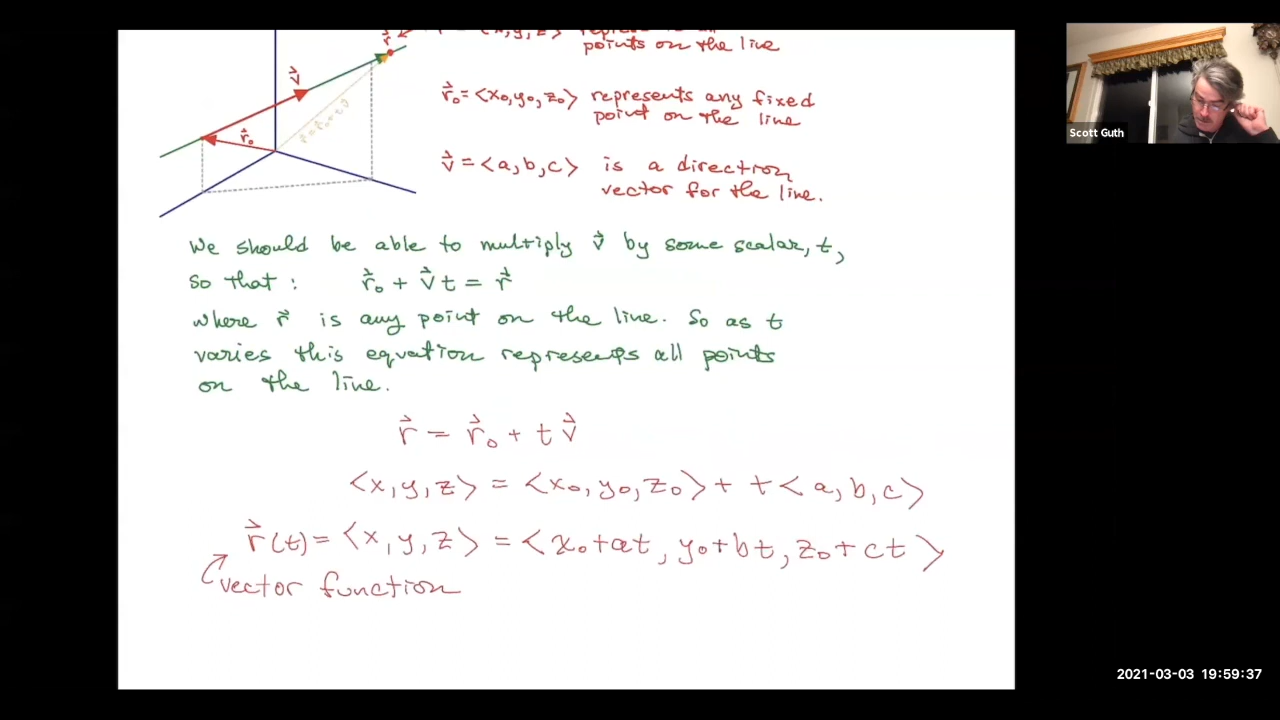 r⃗ = <x, y, z> represents all
points on the line
r⃗₀ = <x₀, y₀, z₀> represents any fixed
point on the line
v⃗ = <a, b, c> is a direction
vector for the line.
v⃗
r⃗₀
r⃗
r⃗ = r⃗₀ + t v⃗
Scott Guth
We should be able to multiply v⃗ by some scalar, t,
so that: r⃗₀ + v⃗ t = r⃗
where r⃗ is any point on the line. So as t
varies this equation represents all points
on the line.
r⃗ = r⃗₀ + t v⃗
<x, y, z> = <x₀, y₀, z₀> + t <a, b, c>
r⃗(t) = <x, y, z> = <x₀+at, y₀+bt, z₀+ct>
vector function
2021-03-03 19:59:37